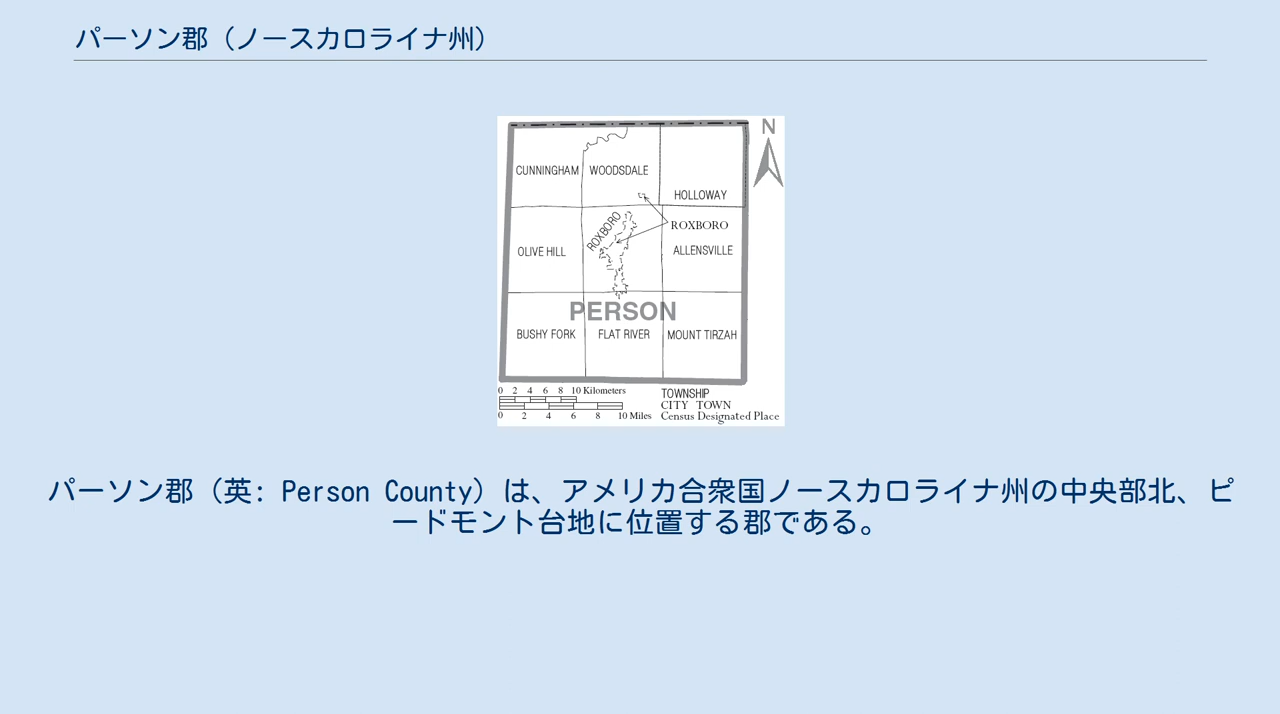 パーソン郡（ノースカロライナ州）
N
CUNNINGHAM WOODSDALE
HOLLOWAY
ROXBORO
ROXBORO
OLIVE HILL
ALLENSVILLE
PERSON
BUSHY FORK FLAT RIVER MOUNT TIRZAH
0 2 4 6 8 10 Kilometers
0 2 4 6 8 10 Miles
TOWNSHIP
CITY TOWN
Census Designated Place
パーソン郡（英: Person County）は、アメリカ合衆国ノースカロライナ州の中央部北、ピ
ードモント台地に位置する郡である。